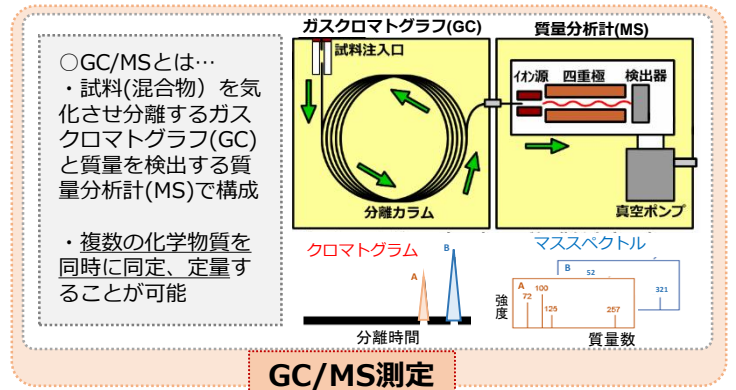 ガスクロマトグラフ(GC)
質量分析計(MS)
○GC/MSとは…
・試料(混合物）を気
化させ分離するガス
クロマトグラフ(GC)
と質量を検出する質
量分析計(MS)で構成
・複数の化学物質を
同時に同定、定量す
ることが可能
試料注入口
分離カラム
イオン源
四重極
検出器
真空ポンプ
クロマトグラム
A
B
分離時間
マススペクトル
B
52
321
A
72
100
125
257
強度
質量数
GC/MS測定